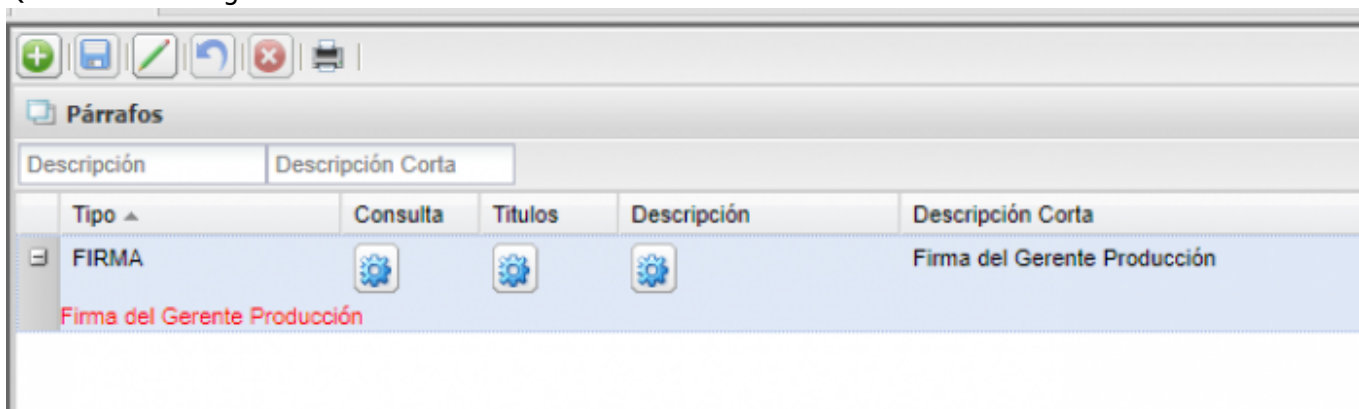 Párrafos
Descripción Descripción Corta
Tipo Consulta Titulos Descripción Descripción Corta
FIRMA Firma del Gerente Producción
Firma del Gerente Producción